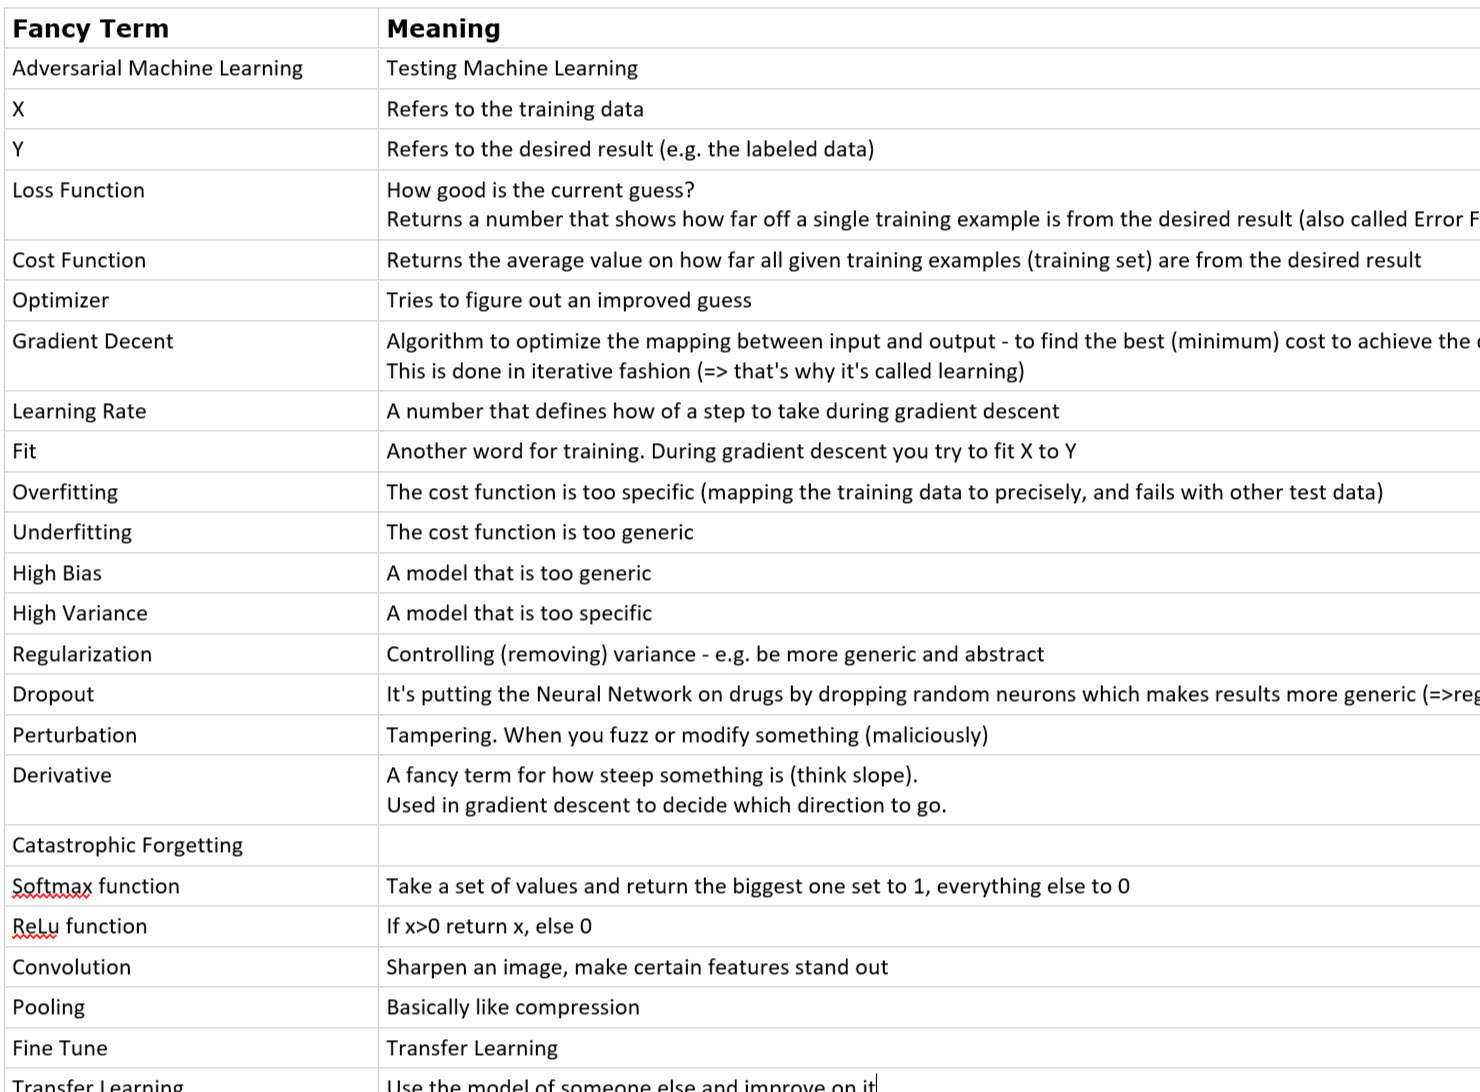 Fancy Term Meaning
Adversarial Machine Learning Testing Machine Learning
X Refers to the training data
Y Refers to the desired result (e.g. the labeled data)
Loss Function How good is the current guess?
Returns a number that shows how far off a single training example is from the desired result (also called Error F
Cost Function Returns the average value on how far all given training examples (training set) are from the desired result
Optimizer Tries to figure out an improved guess
Gradient Decent Algorithm to optimize the mapping between input and output - to find the best (minimum) cost to achieve the
This is done in iterative fashion (=> that's why it's called learning)
Learning Rate A number that defines how of a step to take during gradient descent
Fit Another word for training. During gradient descent you try to fit X to Y
Overfitting The cost function is too specific (mapping the training data to precisely, and fails with other test data)
Underfitting The cost function is too generic
High Bias A model that is too generic
High Variance A model that is too specific
Regularization Controlling (removing) variance - e.g. be more generic and abstract
Dropout It's putting the Neural Network on drugs by dropping random neurons which makes results more generic (=>reg
Perturbation Tampering. When you fuzz or modify something (maliciously)
Derivative A fancy term for how steep something is (think slope).
Used in gradient descent to decide which direction to go.
Catastrophic Forgetting
Softmax function Take a set of values and return the biggest one set to 1, everything else to 0
ReLu function If x>0 return x, else 0
Convolution Sharpen an image, make certain features stand out
Pooling Basically like compression
Fine Tune Transfer Learning
Transfer Learning Use the model of someone else and improve on it